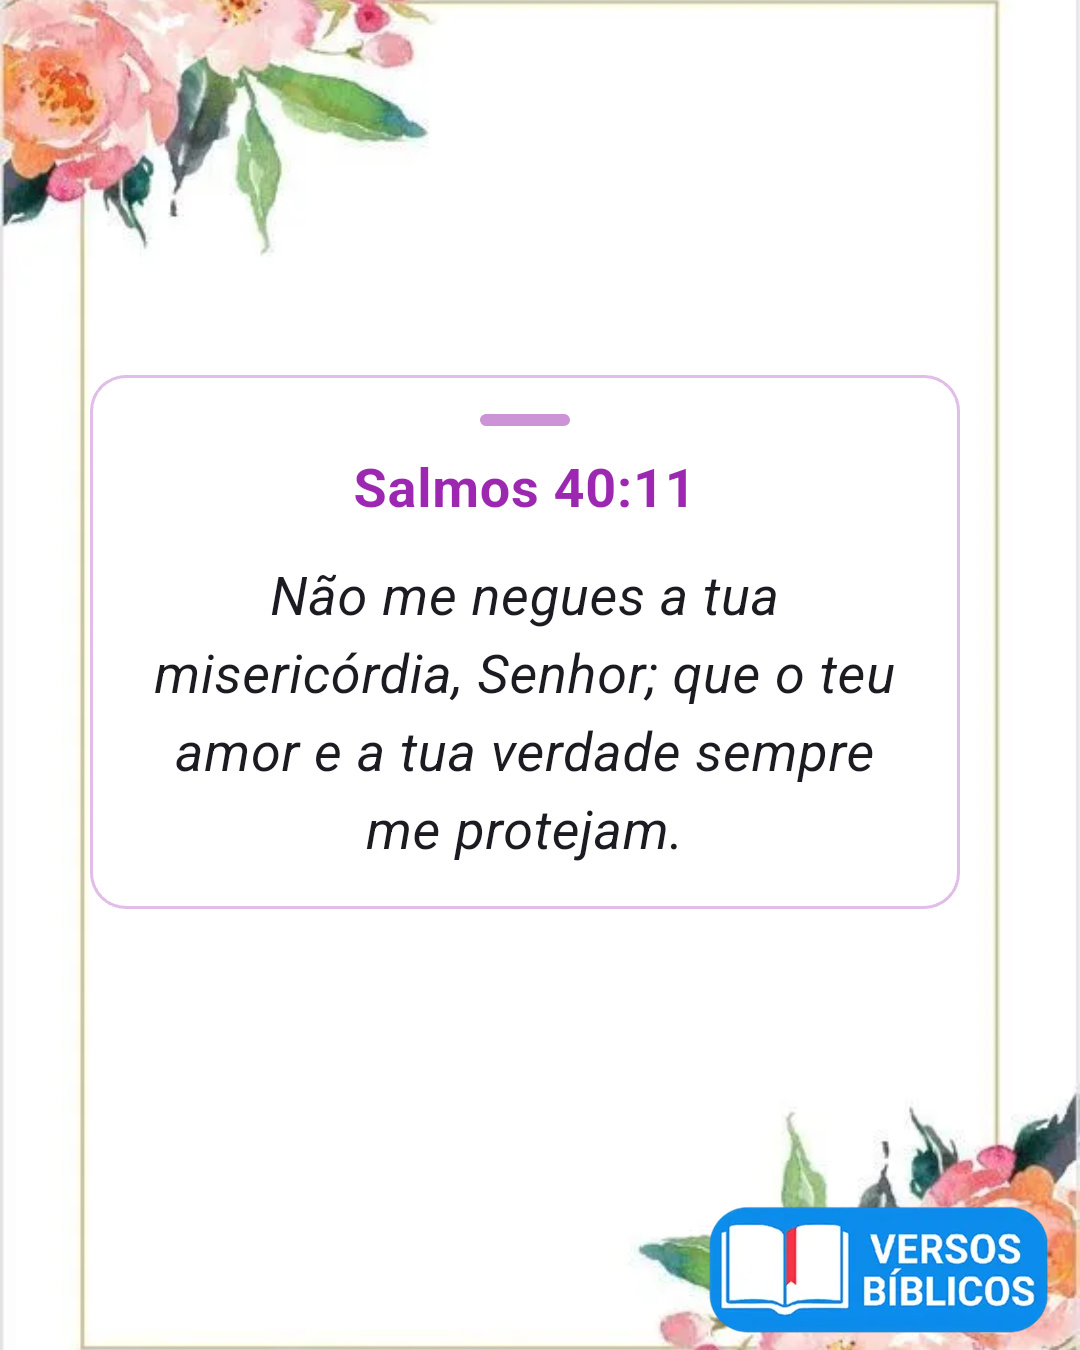 Salmos 40:11
Não me negues a tua
misericórdia, Senhor; que o teu
amor e a tua verdade sempre
me protejam.
VERSOS
BÍBLICOS